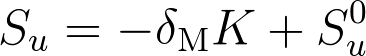 $S_u = -\delta_{\mathrm{M}} K + S_u^0$